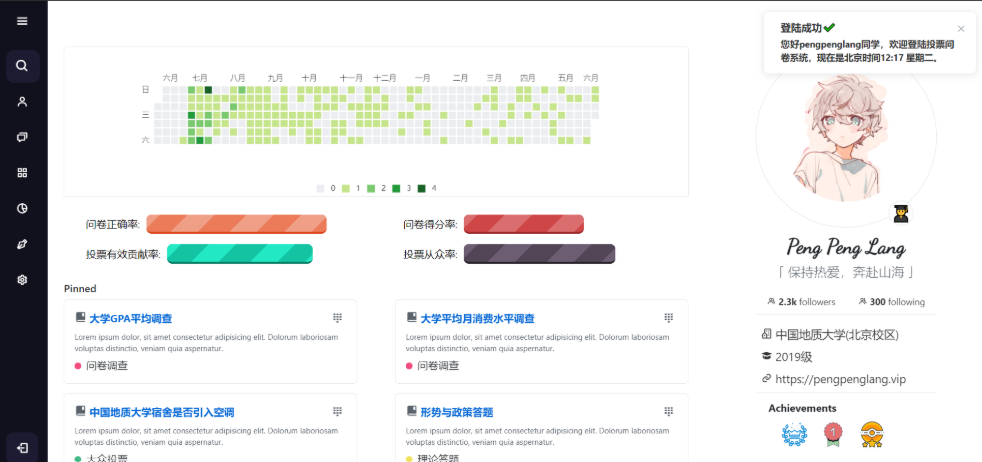 登陆成功
您好pengpenglang同学，欢迎登陆投票问
卷系统，现在是北京时间12:17 星期二。
六月 七月 八月 九月 十月 十一月 十二月 一月 二月 三月 四月 五月 六月
日
三
六
0 1 2 3 4
问卷正确率: 问卷得分率:
投票有效贡献率: 投票从众率:
Pinned
大学GPA平均调查
Lorem ipsum dolor, sit amet consectetur adipisicing elit. Dolorum laboriosam
voluptas distinctio, veniam quia aspernatur.
问卷调查
大学平均月消费水平调查
Lorem ipsum dolor, sit amet consectetur adipisicing elit. Dolorum laboriosam
voluptas distinctio, veniam quia aspernatur.
问卷调查
中国地质大学宿舍是否引入空调
Lorem ipsum dolor, sit amet consectetur adipisicing elit. Dolorum laboriosam
voluptas distinctio, veniam quia aspernatur.
大众投票
形势与政策答题
Lorem ipsum dolor, sit amet consectetur adipisicing elit. Dolorum laboriosam
voluptas distinctio, veniam quia aspernatur.
理论答题
Peng Peng Lang
「 保持热爱，奔赴山海 」
2.3k followers 300 following
中国地质大学(北京校区)
2019级
https://pengpenglang.vip
Achievements
1